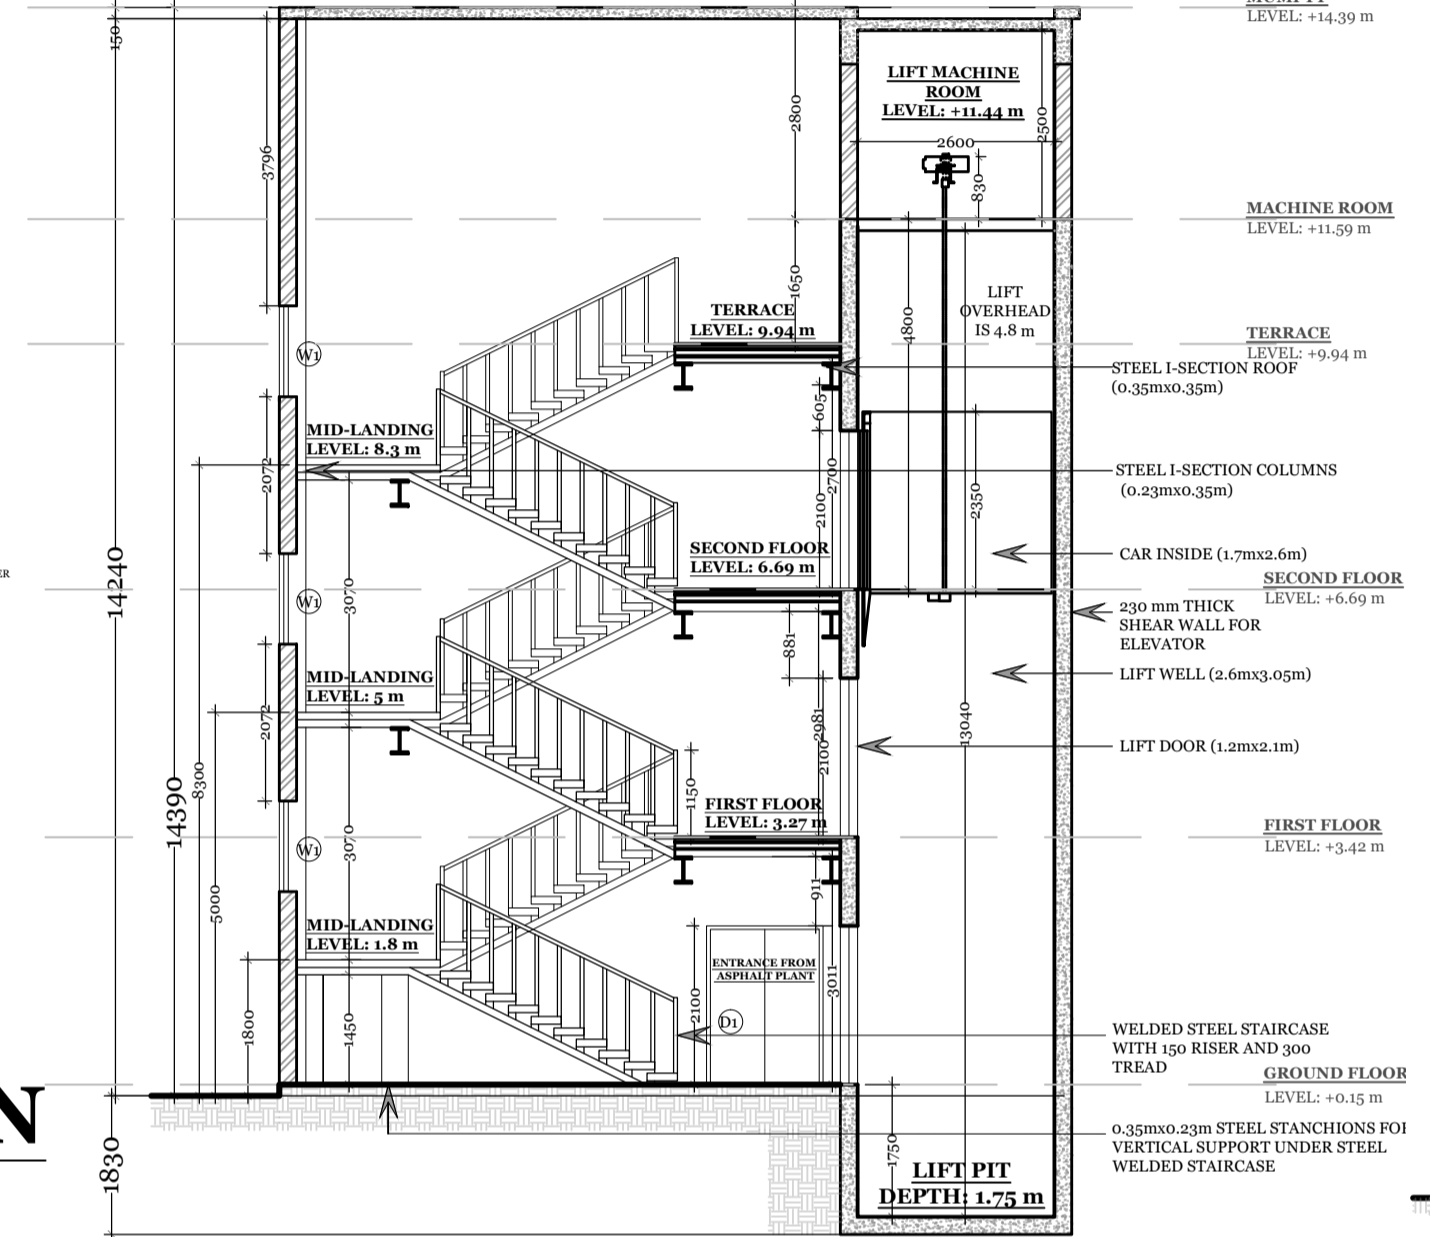 LEVEL: +14.39 m
150
LIFT MACHINE
ROOM
LEVEL: +11.44 m
2800
2500
2600
3796
830
MACHINE ROOM
LEVEL: +11.59 m
1650
LIFT
OVERHEAD
IS 4.8 m
4800
TERRACE
LEVEL: 9.94 m
TERRACE
LEVEL: +9.94 m
W1
STEEL I-SECTION ROOF
(0.35mx0.35m)
605
MID-LANDING
LEVEL: 8.3 m
2072
2700
STEEL I-SECTION COLUMNS
(0.23mx0.35m)
2100
2350
SECOND FLOOR
LEVEL: 6.69 m
CAR INSIDE (1.7mx2.6m)
ER
14240
3070
W1
SECOND FLOOR
LEVEL: +6.69 m
230 mm THICK
SHEAR WALL FOR
ELEVATOR
881
MID-LANDING
LEVEL: 5 m
LIFT WELL (2.6mx3.05m)
2072
2981
13040
2100
LIFT DOOR (1.2mx2.1m)
8300
14390
1150
FIRST FLOOR
LEVEL: 3.27 m
FIRST FLOOR
LEVEL: +3.42 m
W1
3070
5000
911
MID-LANDING
LEVEL: 1.8 m
ENTRANCE FROM
ASPHALT PLANT
3011
2100
D1
1800
1450
WELDED STEEL STAIRCASE
WITH 150 RISER AND 300
TREAD
GROUND FLOOR
LEVEL: +0.15 m
N
1830
1750
0.35mx0.23m STEEL STANCHIONS FOR
VERTICAL SUPPORT UNDER STEEL
WELDED STAIRCASE
LIFT PIT
DEPTH: 1.75 m